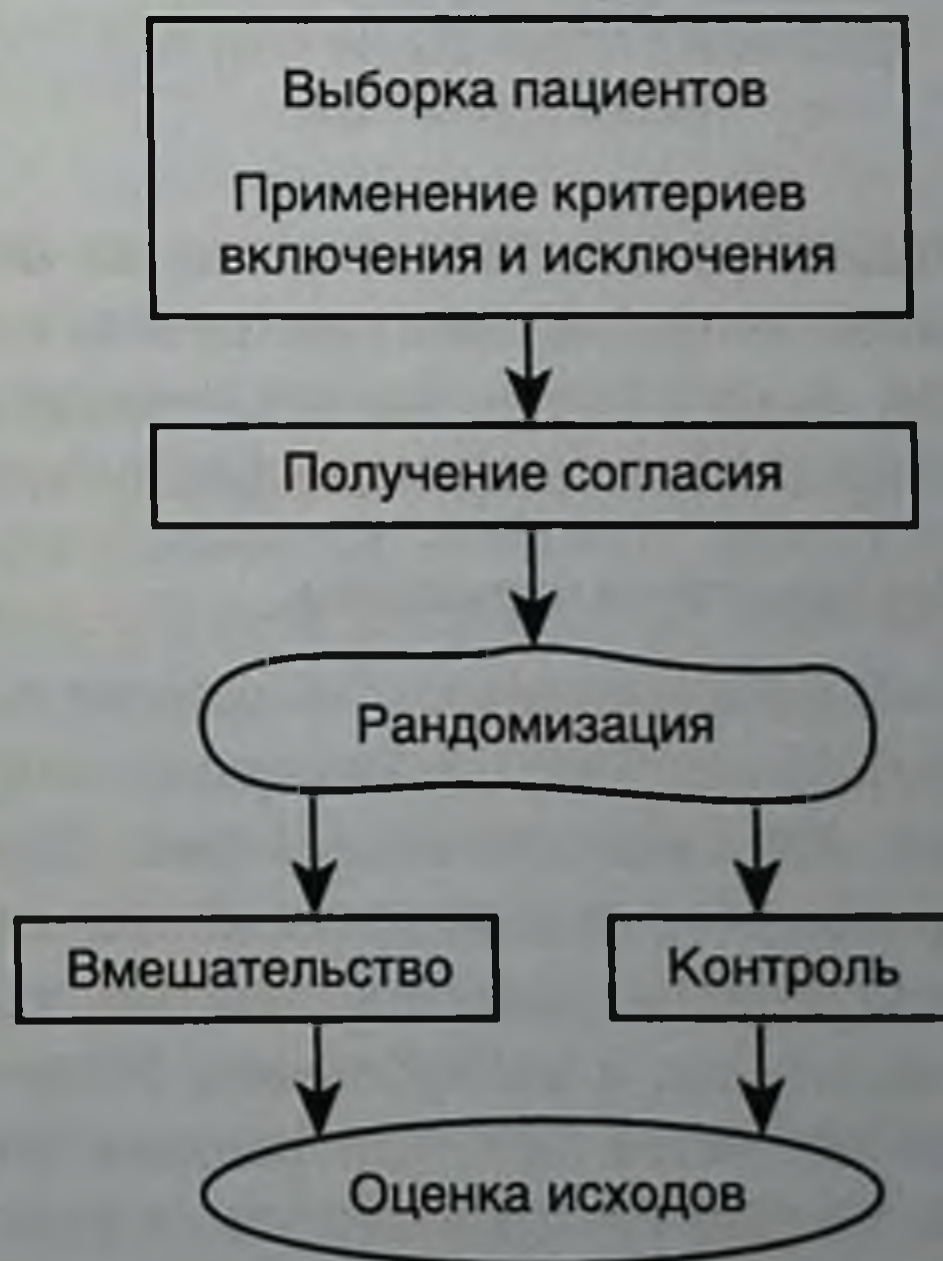 Выборка пациентов
Применение критериев
включения и исключения
Получение согласия
Рандомизация
Вмешательство
Контроль
Оценка исходов